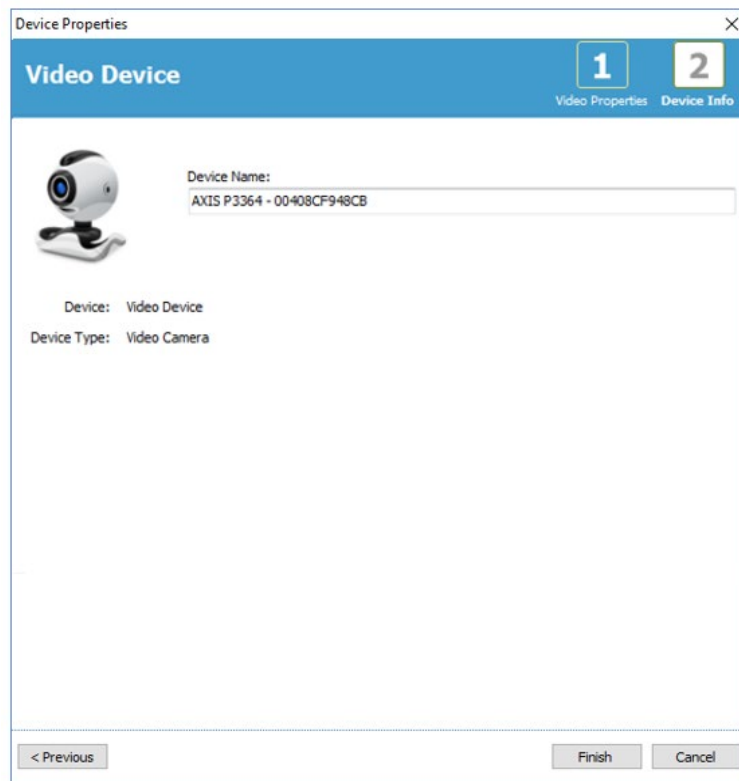 Device Properties
Video Device
1
Video Properties
2
Device Info
Device Name:
AXIS P3364 - 00408CF948CB
Device: Video Device
Device Type: Video Camera
< Previous
Finish
Cancel